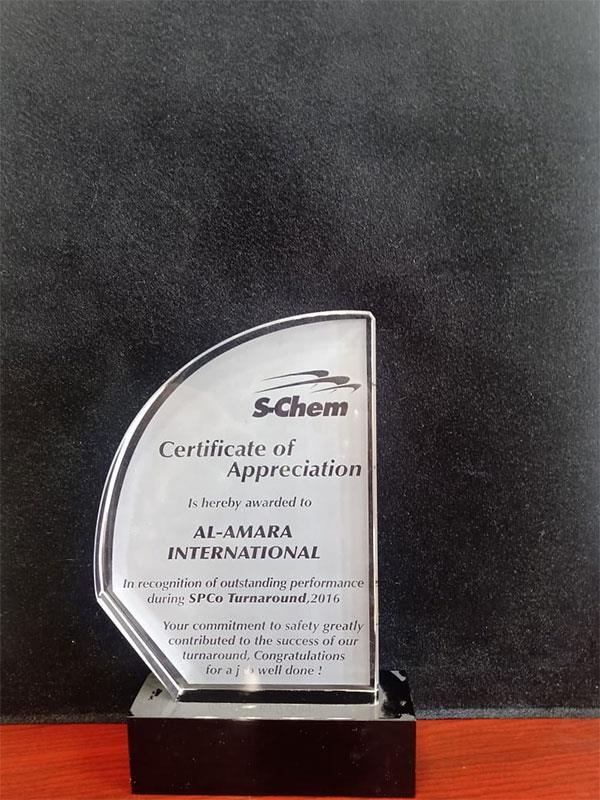 S-Chem
Certificate of
Appreciation
Is hereby awarded to
AL-AMARA
INTERNATIONAL
In recognition of outstanding performance
during SPCo Turnaround,2016
Your commitment to safety greatly
contributed to the success of our
turnaround. Congratulations
for a well done !